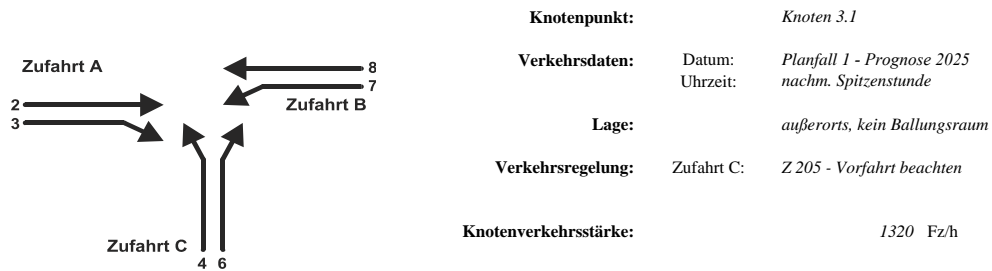 Knotenpunkt: Knoten 3.1
Verkehrsdaten: Datum: Planfall 1 - Prognose 2025
Uhrzeit: nachm. Spitzenstunde
Lage: außerorts, kein Ballungsraum
Verkehrsregelung: Zufahrt C: Z 205 - Vorfahrt beachten
Knotenverkehrsstärke: 1320 Fz/h
Zufahrt A
8
7
Zufahrt B
2
3
Zufahrt C
4 6